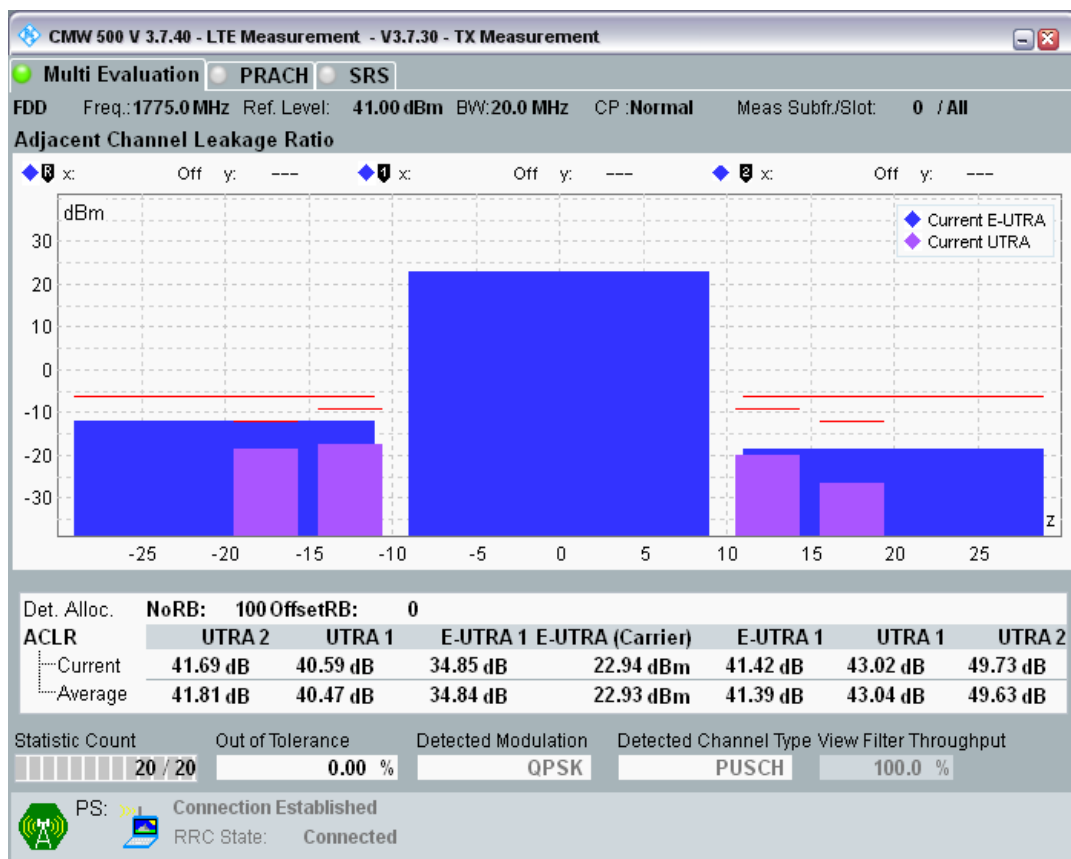 CMW 500 V 3.7.40 - LTE Measurement - V3.7.30 - TX Measurement
Multi Evaluation PRACH SRS
FDD Freq.:1775.0 MHz Ref. Level: 41.00 dBm BW:20.0 MHz CP :Normal Meas Subfr./Slot: 0 / All
Adjacent Channel Leakage Ratio
R x: Off y: --- 1 x: Off y: --- 2 x: Off y: ---
dBm
Current E-UTRA
Current UTRA
30
20
10
0
-10
-20
-30
z
-25 -20 -15 -10 -5 0 5 10 15 20 25
Det. Alloc. NoRB: 100 OffsetRB: 0
ACLR UTRA 2 UTRA 1 E-UTRA 1 E-UTRA (Carrier) E-UTRA 1 UTRA 1 UTRA 2
Current 41.69 dB 40.59 dB 34.85 dB 22.94 dBm 41.42 dB 43.02 dB 49.73 dB
Average 41.81 dB 40.47 dB 34.84 dB 22.93 dBm 41.39 dB 43.04 dB 49.63 dB
Statistic Count Out of Tolerance Detected Modulation Detected Channel Type View Filter Throughput
20 / 20 0.00 % QPSK PUSCH 100.0 %
PS: Connection Established
RRC State: Connected